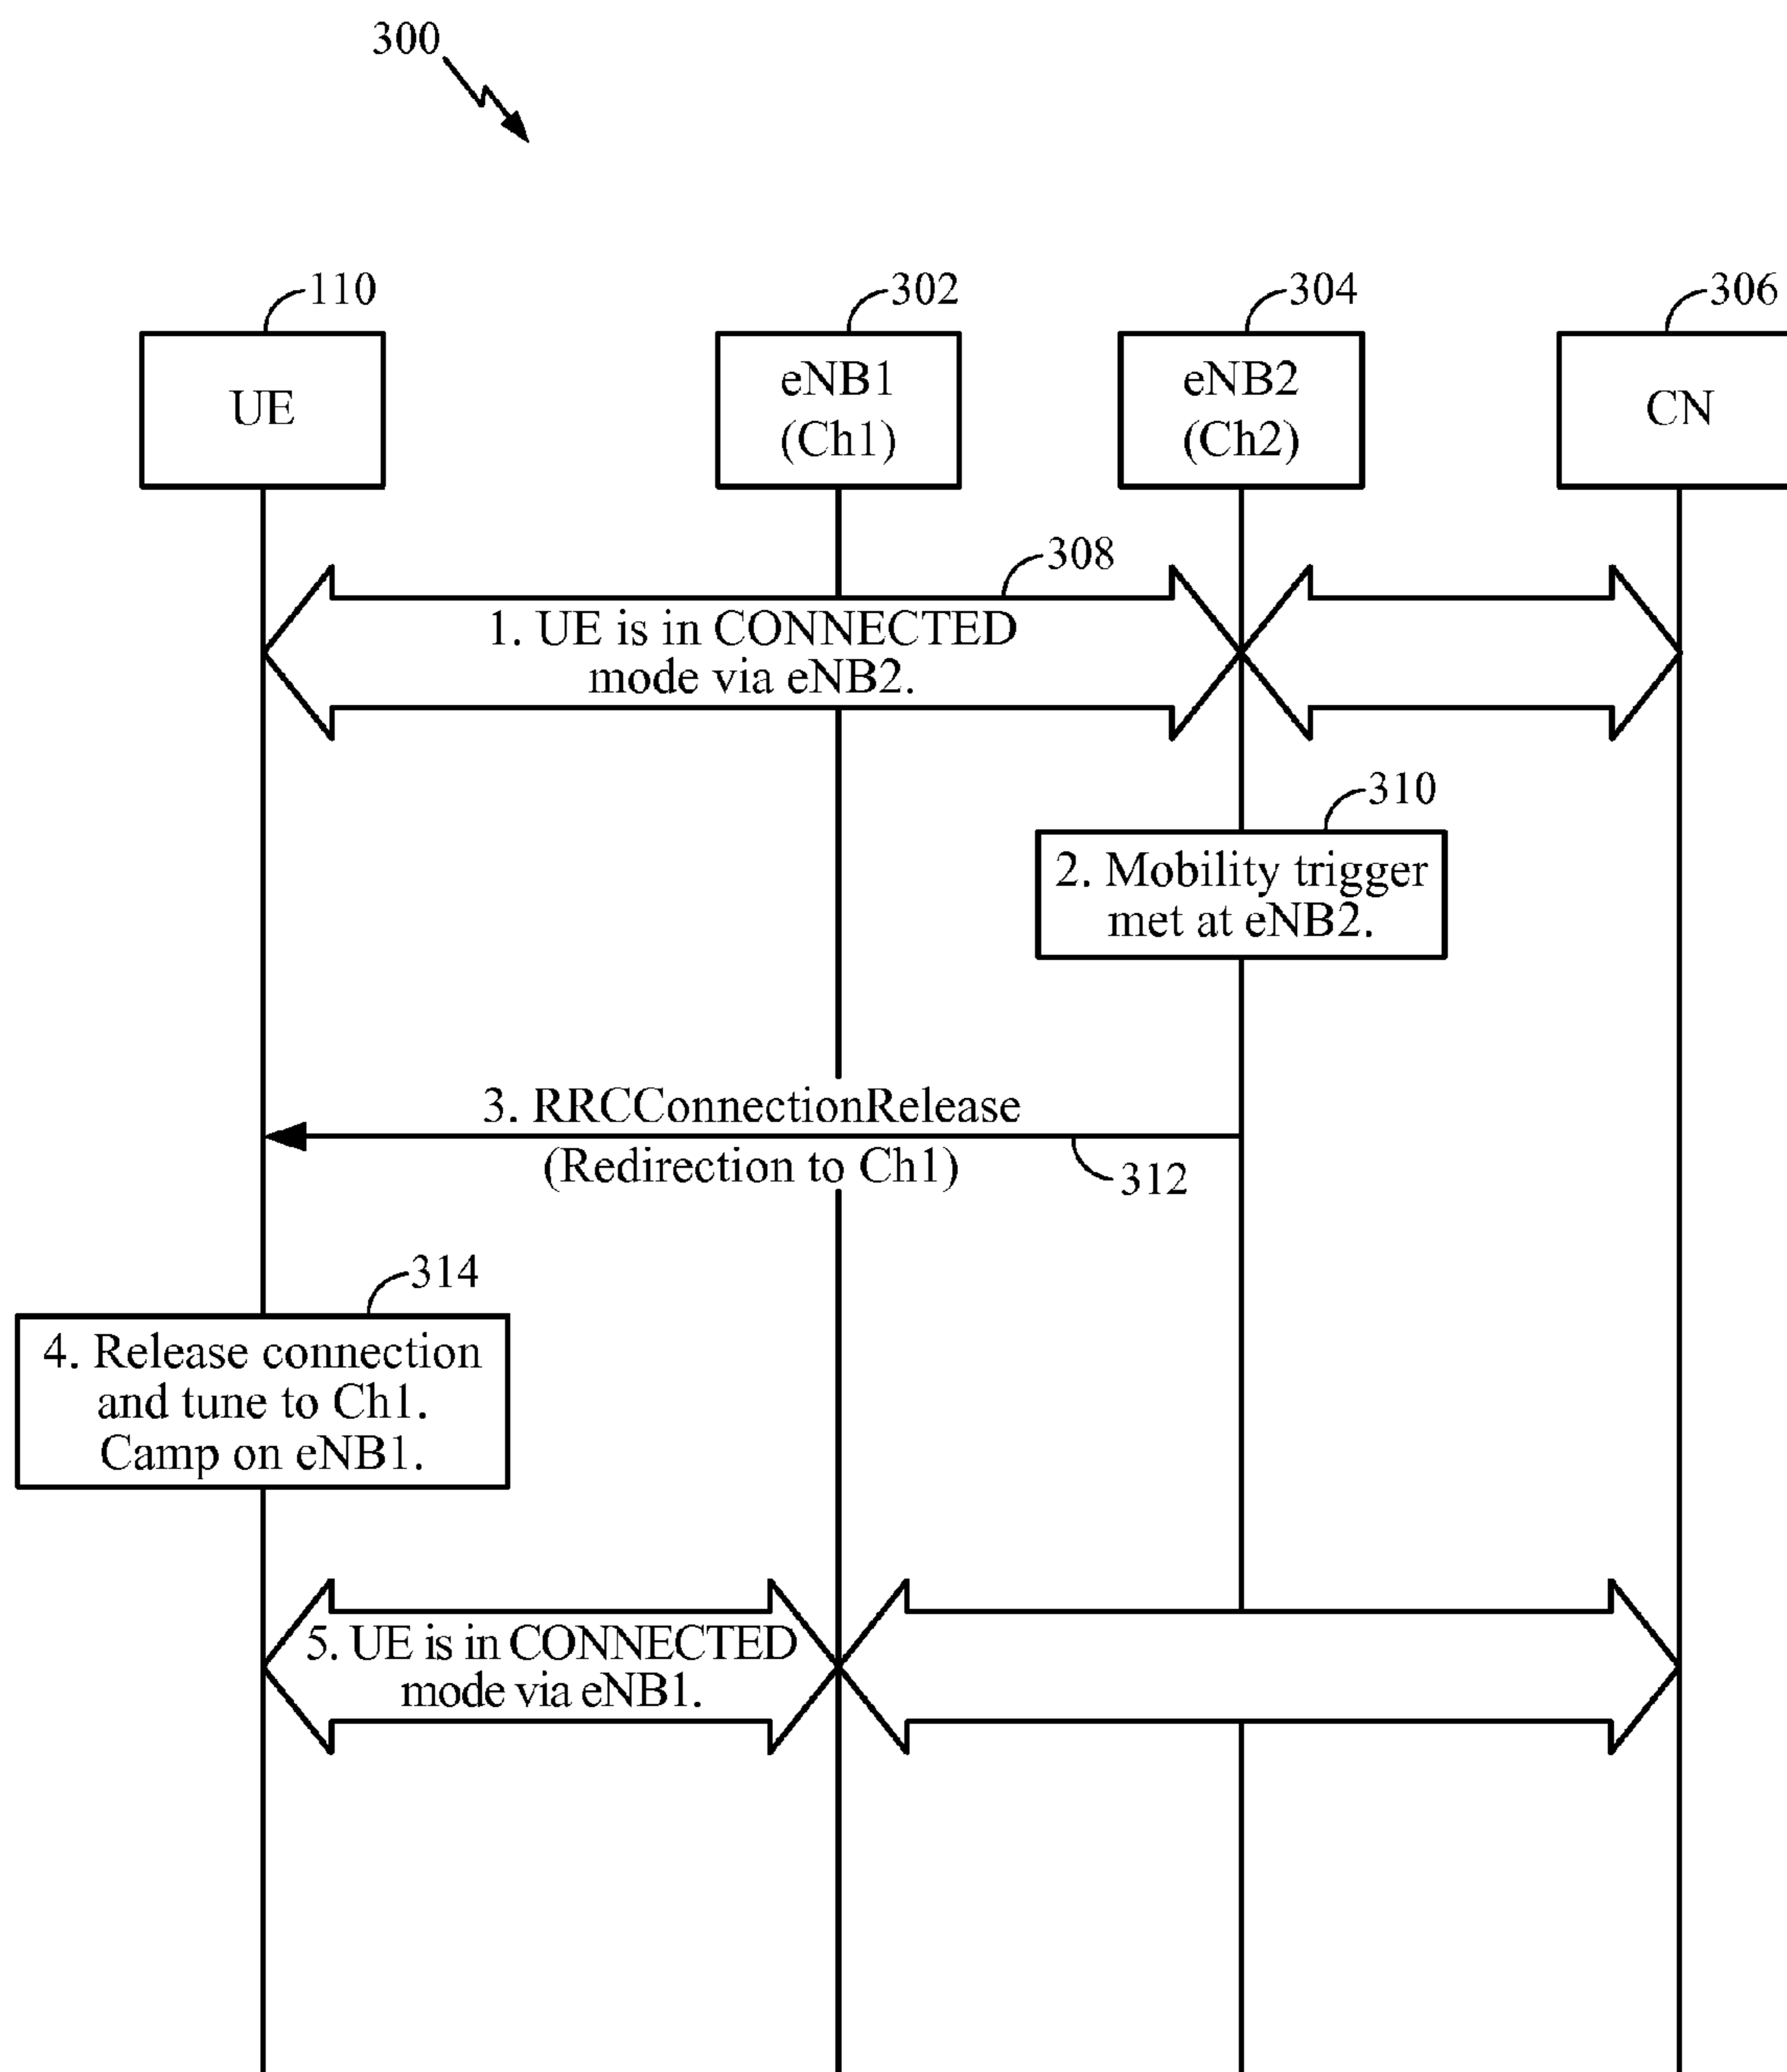 300
110
302
304
306
UE
eNB1
(Ch1)
eNB2
(Ch2)
CN
308
1. UE is in CONNECTED
mode via eNB2.
310
2. Mobility trigger
met at eNB2.
3. RRCConnectionRelease
(Redirection to Ch1)
312
314
4. Release connection
and tune to Ch1.
Camp on eNB1.
5. UE is in CONNECTED
mode via eNB1.